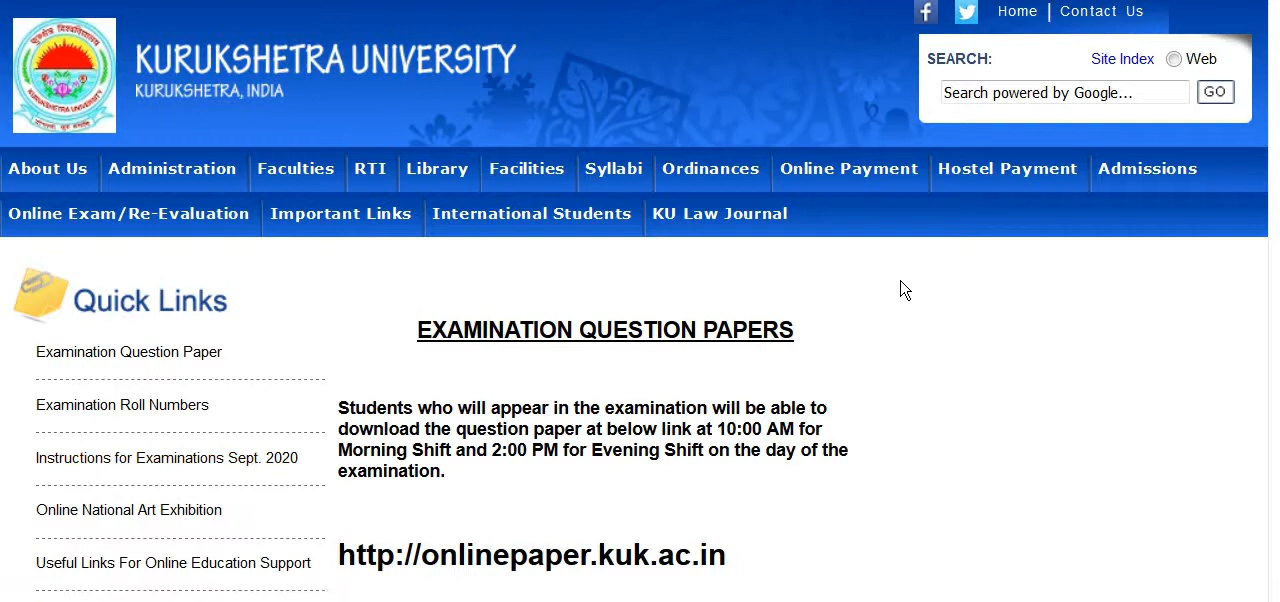 Home | Contact Us
KURUKSHETRA UNIVERSITY
KURUKSHETRA, INDIA
SEARCH: Site Index Web
Search powered by Google... GO
About Us Administration Faculties RTI Library Facilities Syllabi Ordinances Online Payment Hostel Payment Admissions
Online Exam/Re-Evaluation Important Links International Students KU Law Journal
Quick Links
Examination Question Paper
Examination Roll Numbers
Instructions for Examinations Sept. 2020
Online National Art Exhibition
Useful Links For Online Education Support
EXAMINATION QUESTION PAPERS
Students who will appear in the examination will be able to
download the question paper at below link at 10:00 AM for
Morning Shift and 2:00 PM for Evening Shift on the day of the
examination.
http://onlinepaper.kuk.ac.in